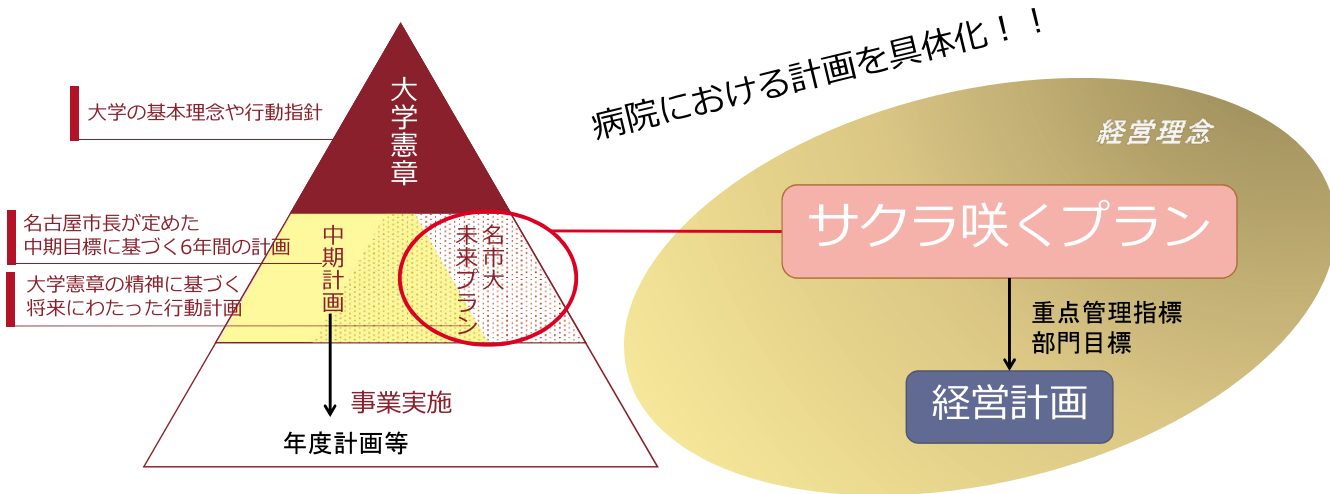 病院における計画を具体化！！
大学憲章
大学の基本理念や行動指針
経営理念
サクラ咲くプラン
名古屋市長が定めた
中期目標に基づく6年間の計画
中期計画
名市大
未来プラン
大学憲章の精神に基づく
将来にわたった行動計画
重点管理指標
部門目標
経営計画
事業実施
年度計画等